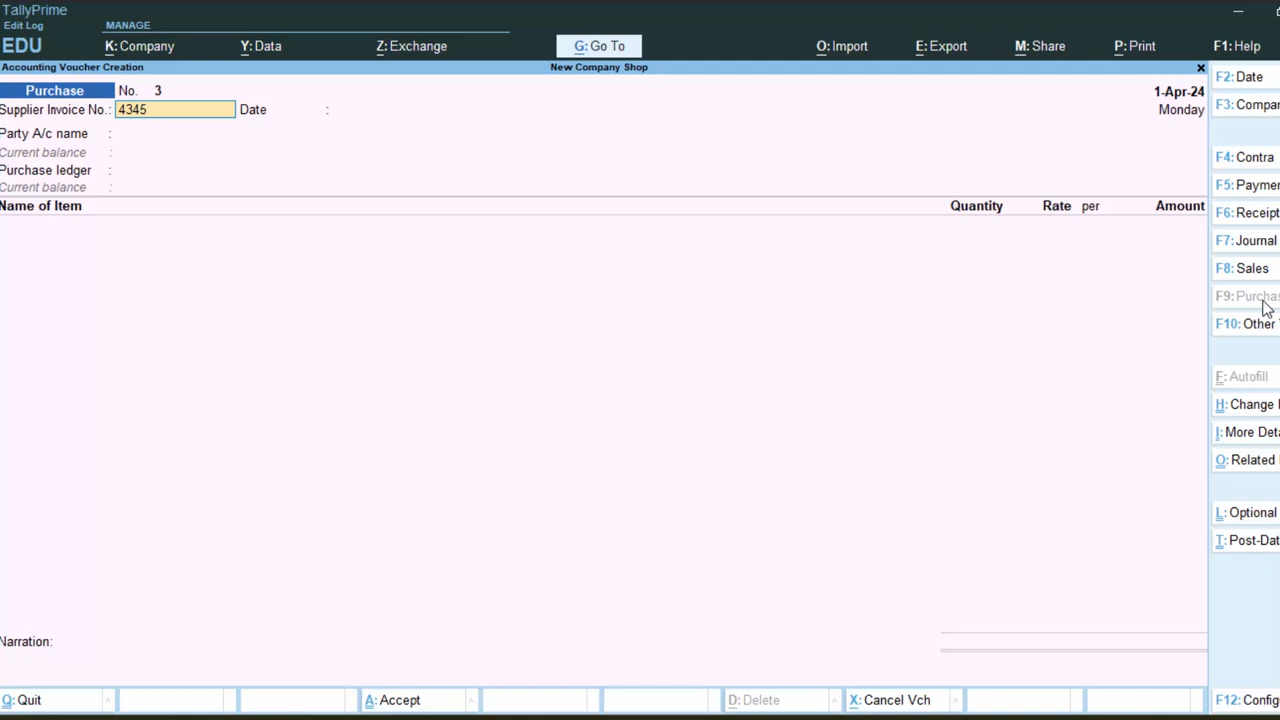 TallyPrime
Edit Log
MANAGE
EDU
K: Company Y: Data Z: Exchange G: Go To O: Import E: Export M: Share P: Print F1: Help
Accounting Voucher Creation New Company Shop x
F2: Date
Purchase No. 3 1-Apr-24
Supplier Invoice No.: 4345 Date : Monday
F3: Compan
Party A/c name :
Current balance :
F4: Contra
Purchase ledger :
Current balance :
F5: Paymen
Name of Item Quantity Rate per Amount
F6: Receipt
F7: Journal
F8: Sales
F9: Purchas
F10: Other
F: Autofill
H: Change
I: More Deta
O: Related
L: Optional
T: Post-Dat
Narration:
Q: Quit A: Accept D: Delete X: Cancel Vch F12: Config